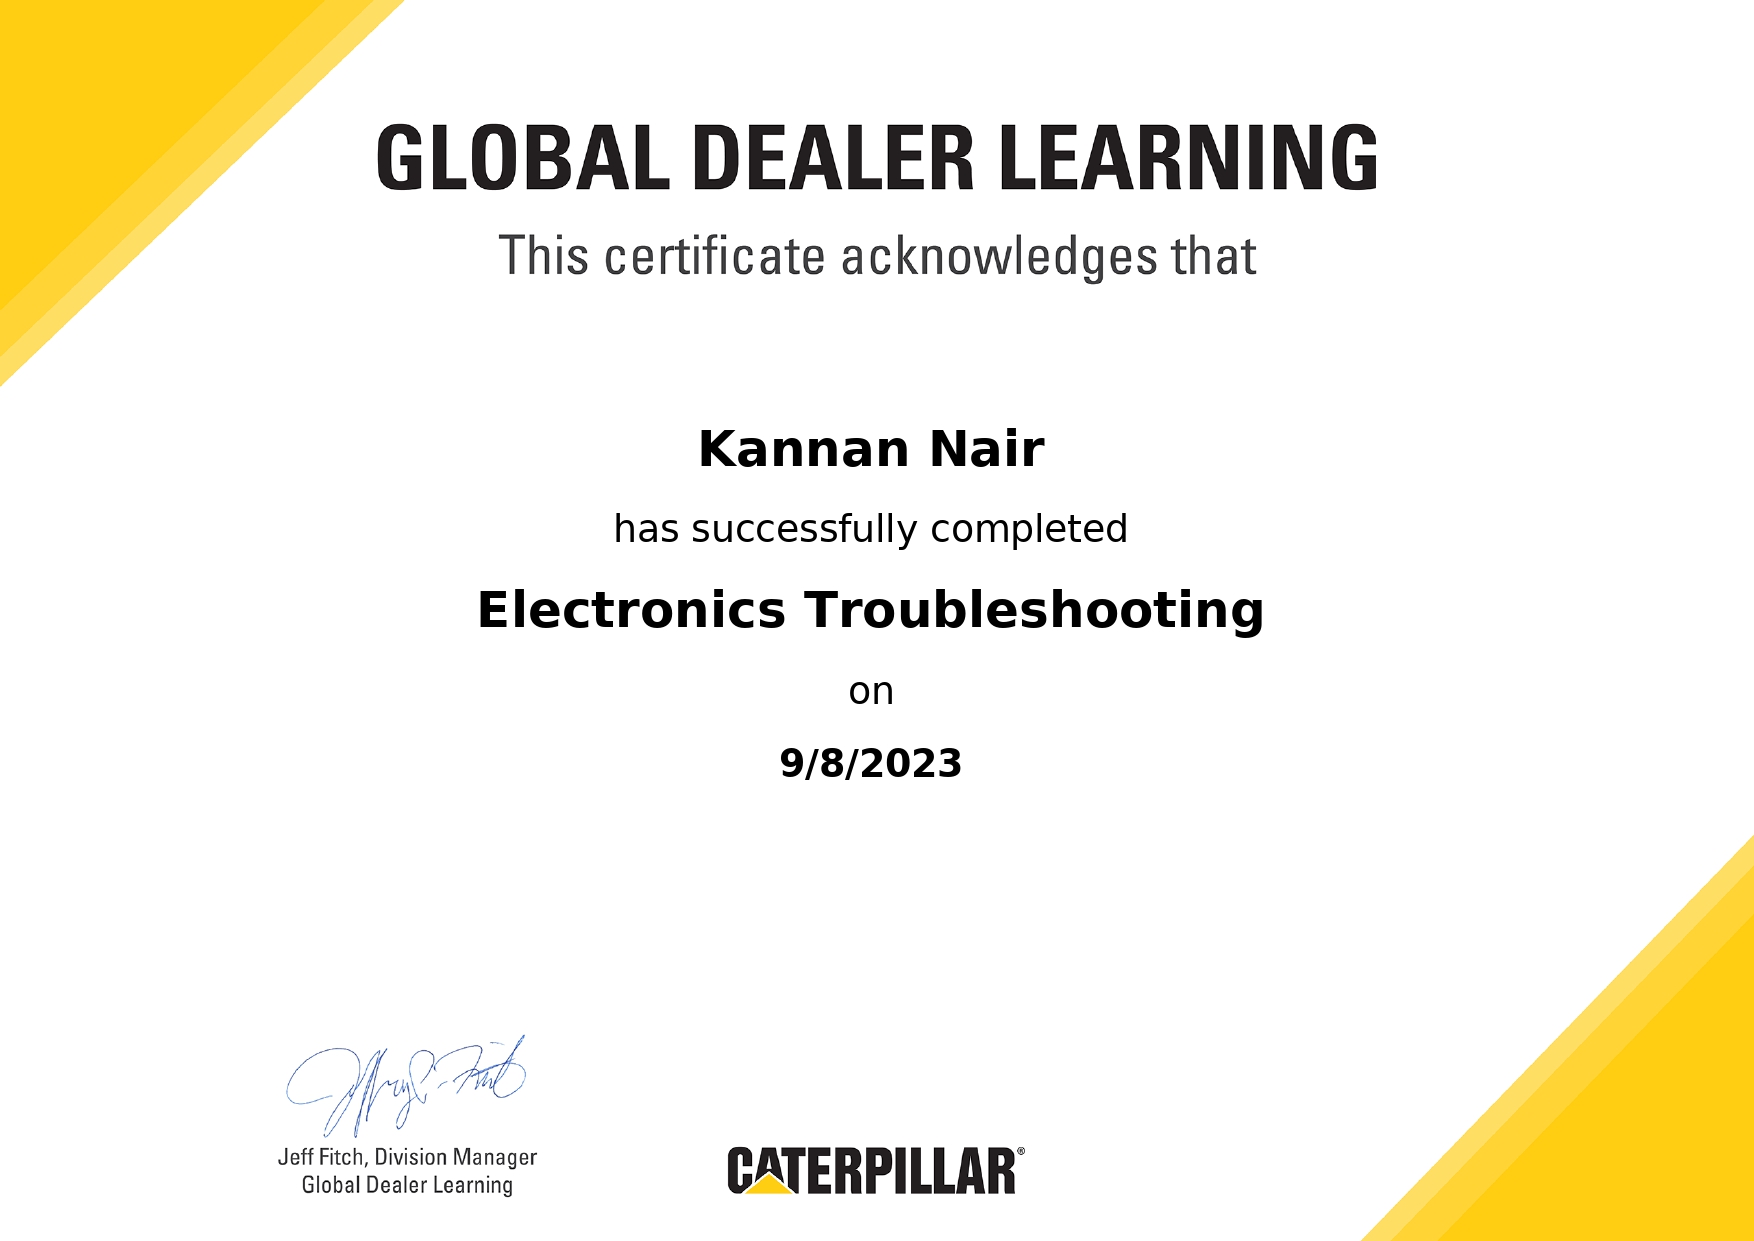 GLOBAL DEALER LEARNING
This certificate acknowledges that
Kannan Nair
has successfully completed
Electronics Troubleshooting
on
9/8/2023
Jeff Fitch, Division Manager
Global Dealer Learning
CATERPILLAR®